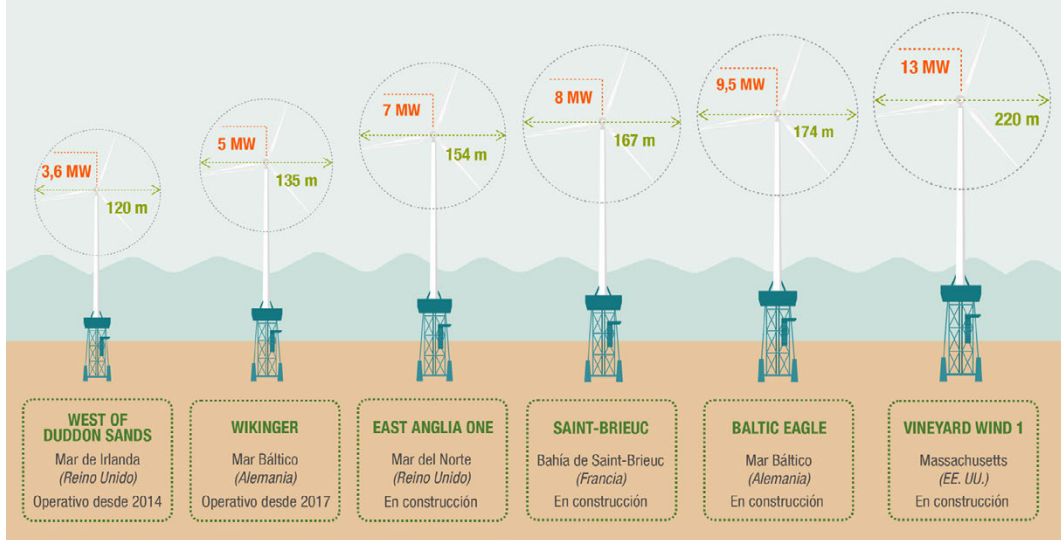 3,6 MW
120 m
5 MW
135 m
7 MW
154 m
8 MW
167 m
9,5 MW
174 m
13 MW
220 m
WEST OF
DUDDON SANDS
Mar de Irlanda
(Reino Unido)
Operativo desde 2014
WIKINGER
Mar Báltico
(Alemania)
Operativo desde 2017
EAST ANGLIA ONE
Mar del Norte
(Reino Unido)
En construcción
SAINT-BRIEUC
Bahía de Saint-Brieuc
(Francia)
En construcción
BALTIC EAGLE
Mar Báltico
(Alemania)
En construcción
VINEYARD WIND 1
Massachusetts
(EE. UU.)
En construcción